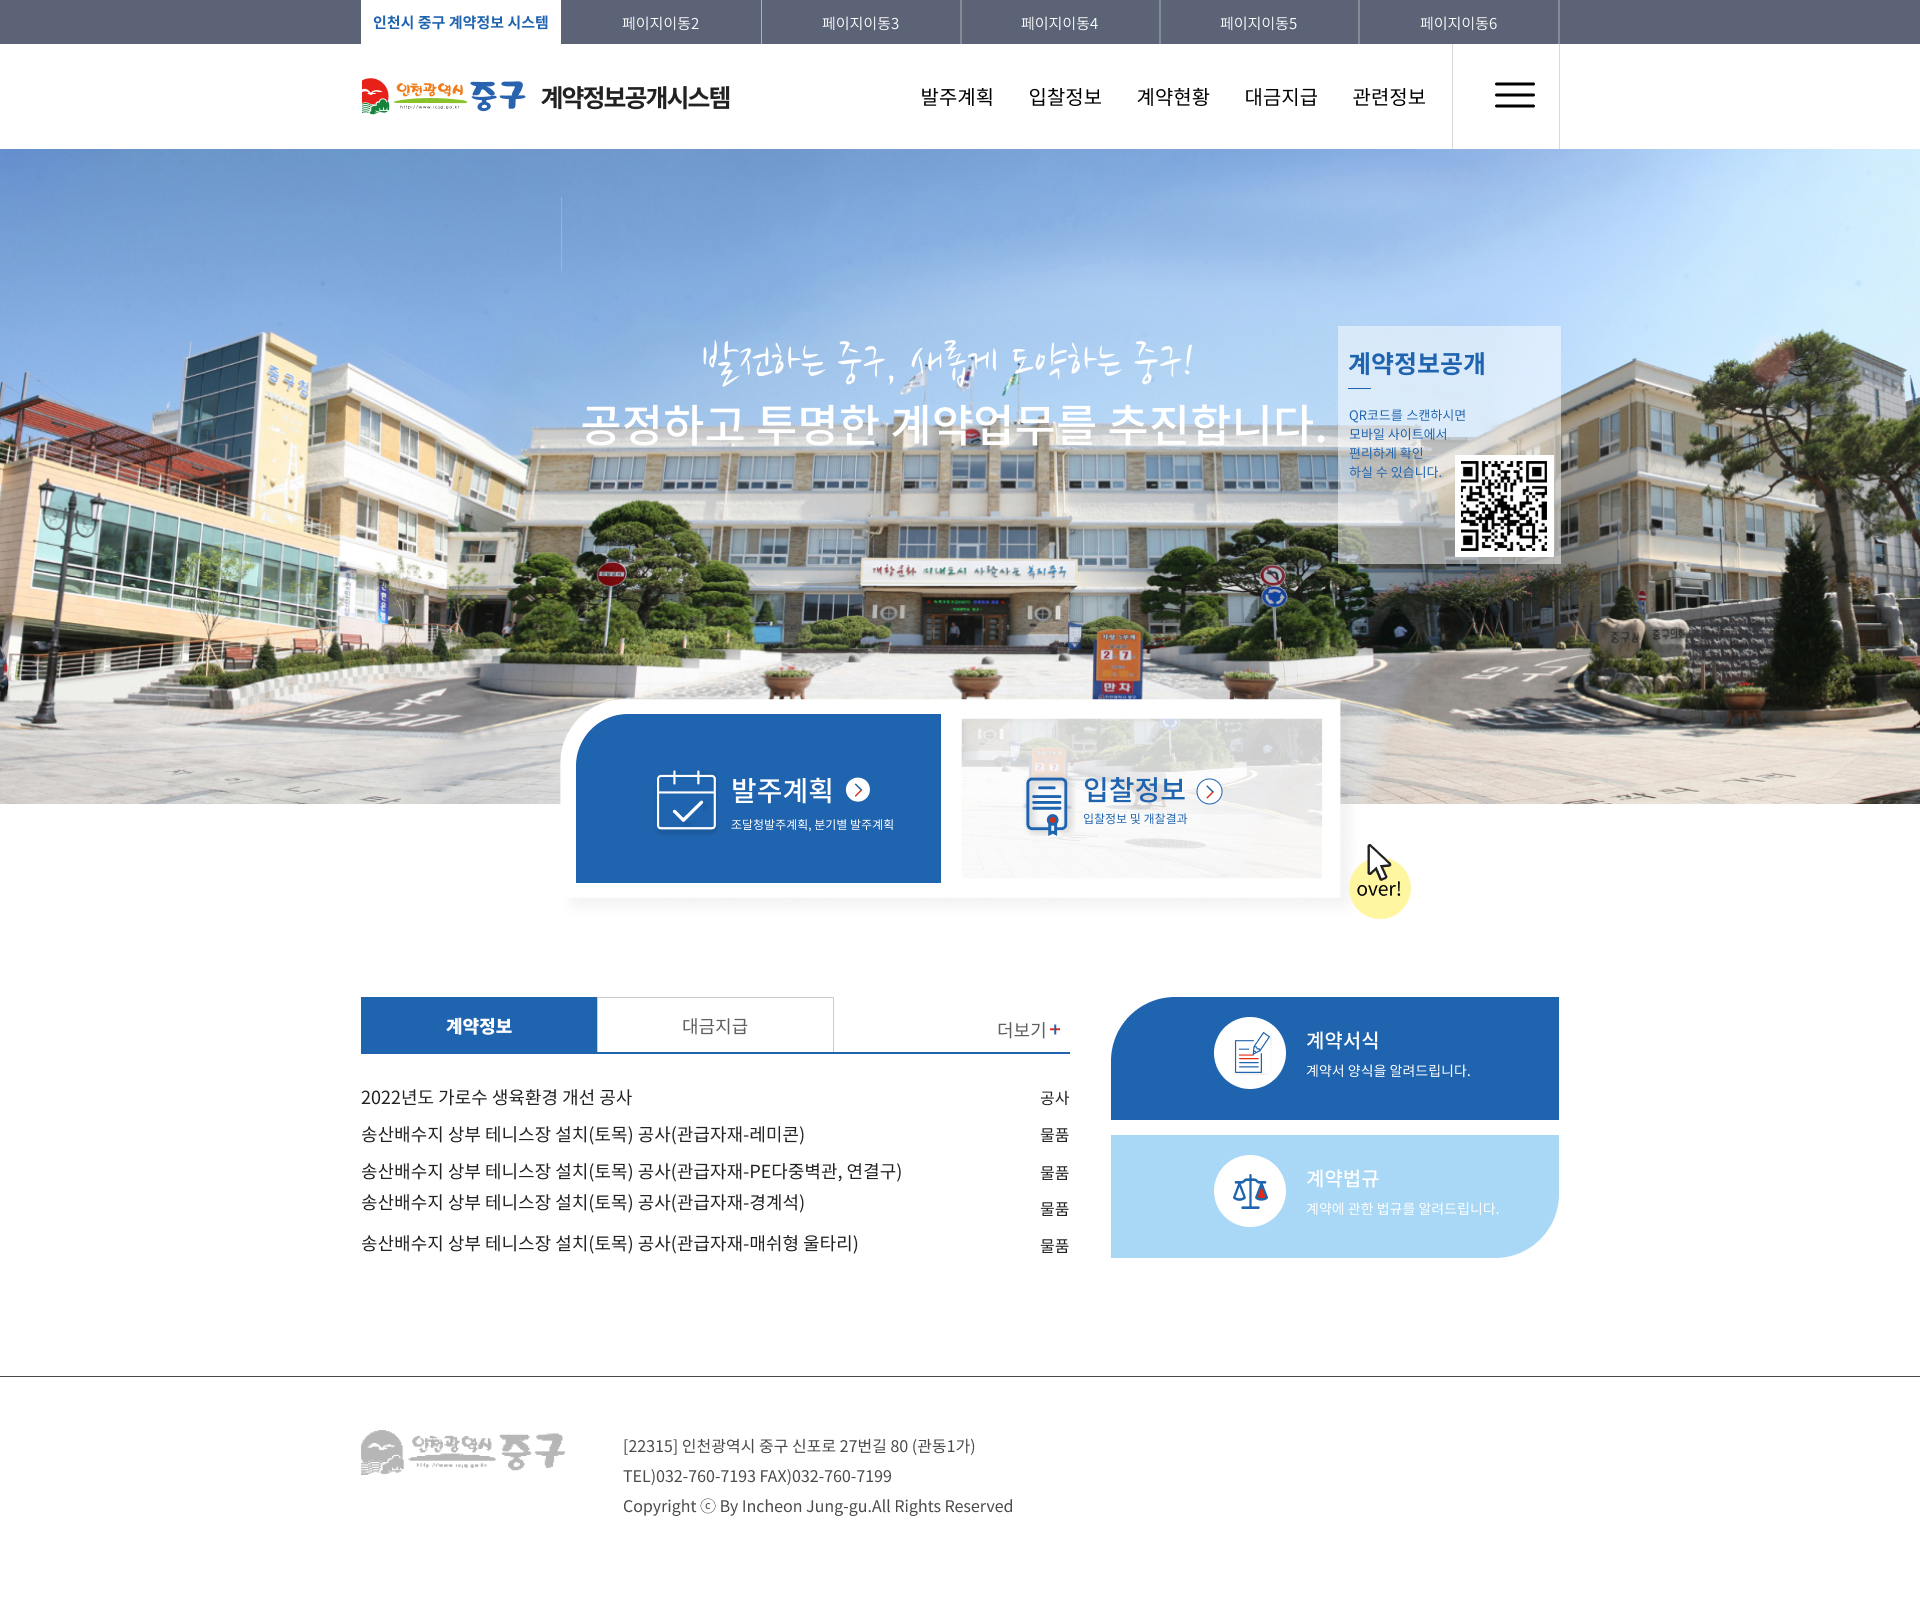 인천시 중구 계약정보 시스템
페이지이동2
페이지이동3
페이지이동4
페이지이동5
페이지이동6
인천광역시 중구 계약정보공개시스템
발주계획
입찰정보
계약현황
대금지급
관련정보
중구청
발전하는 중구, 새롭게 도약하는 중구!
공정하고 투명한 계약업무를 추진합니다.
계약정보공개
QR코드를 스캔하시면
모바일 사이트에서
편리하게 확인
하실 수 있습니다.
2 7
만차
발주계획
조달청발주계획, 분기별 발주계획
입찰정보
입찰정보 및 개찰결과
over!
계약정보
대금지급
더보기+
2022년도 가로수 생육환경 개선 공사
공사
송산배수지 상부 테니스장 설치(토목) 공사(관급자재-레미콘)
물품
송산배수지 상부 테니스장 설치(토목) 공사(관급자재-PE다중벽관, 연결구)
물품
송산배수지 상부 테니스장 설치(토목) 공사(관급자재-경계석)
물품
송산배수지 상부 테니스장 설치(토목) 공사(관급자재-매쉬형 울타리)
물품
계약서식
계약서 양식을 알려드립니다.
계약법규
계약에 관한 법규를 알려드립니다.
인천광역시 중구
[22315] 인천광역시 중구 신포로 27번길 80 (관동1가)
TEL)032-760-7193 FAX)032-760-7199
Copyright ⓒ By Incheon Jung-gu.All Rights Reserved